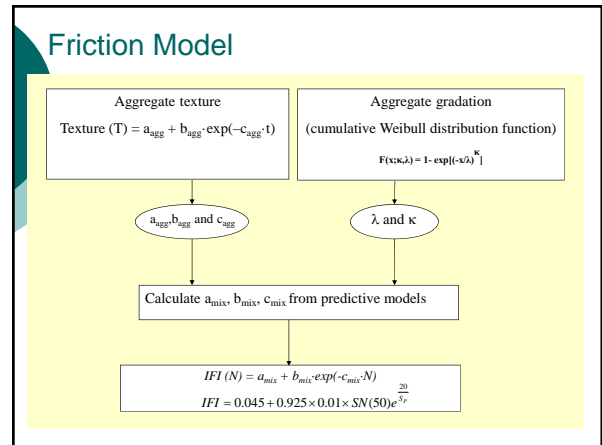 Friction Model
Aggregate texture
Texture (T) = a_agg + b_agg·exp(–c_agg·t)
Aggregate gradation
(cumulative Weibull distribution function)
F(x;κ,λ) = 1- exp[(-x/λ)^κ]
a_agg,b_agg and c_agg
λ and κ
Calculate a_mix, b_mix, c_mix from predictive models
IFI (N) = a_mix + b_mix·exp(-c_mix·N)
IFI = 0.045 + 0.925 × 0.01 × SN(50)e^(20/S_P)